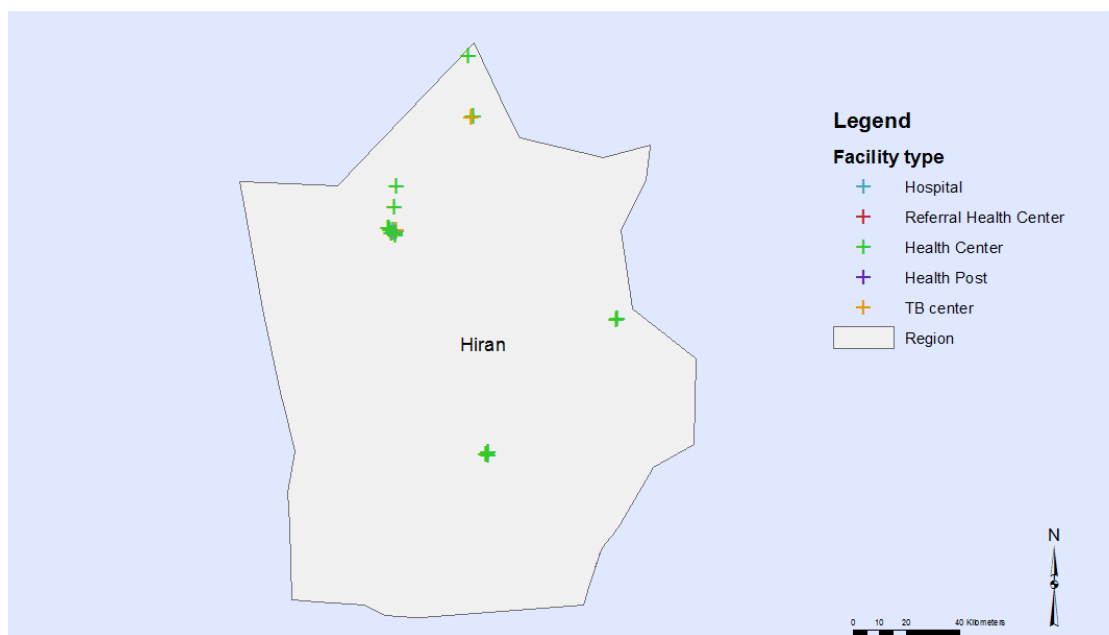 Hiran
Legend
Facility type
Hospital
Referral Health Center
Health Center
Health Post
TB center
Region
N
0 10 20 40 Kilometers